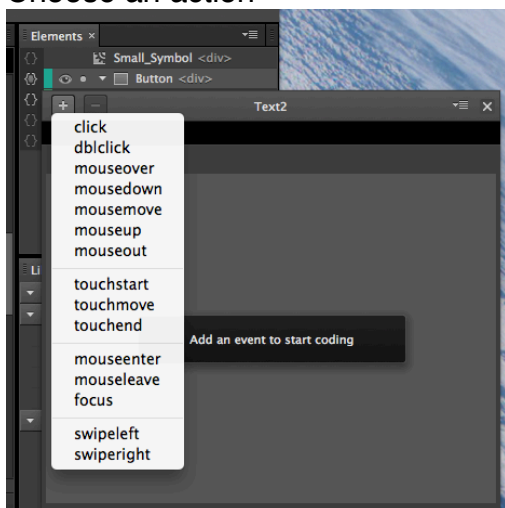 Choose an action
Elements ×
Small_Symbol <div>
Button <div>
Text2
click
dblclick
mouseover
mousedown
mousemove
mouseup
mouseout
touchstart
touchmove
touchend
mouseenter
mouseleave
focus
swipeleft
swiperight
Li
Add an event to start coding